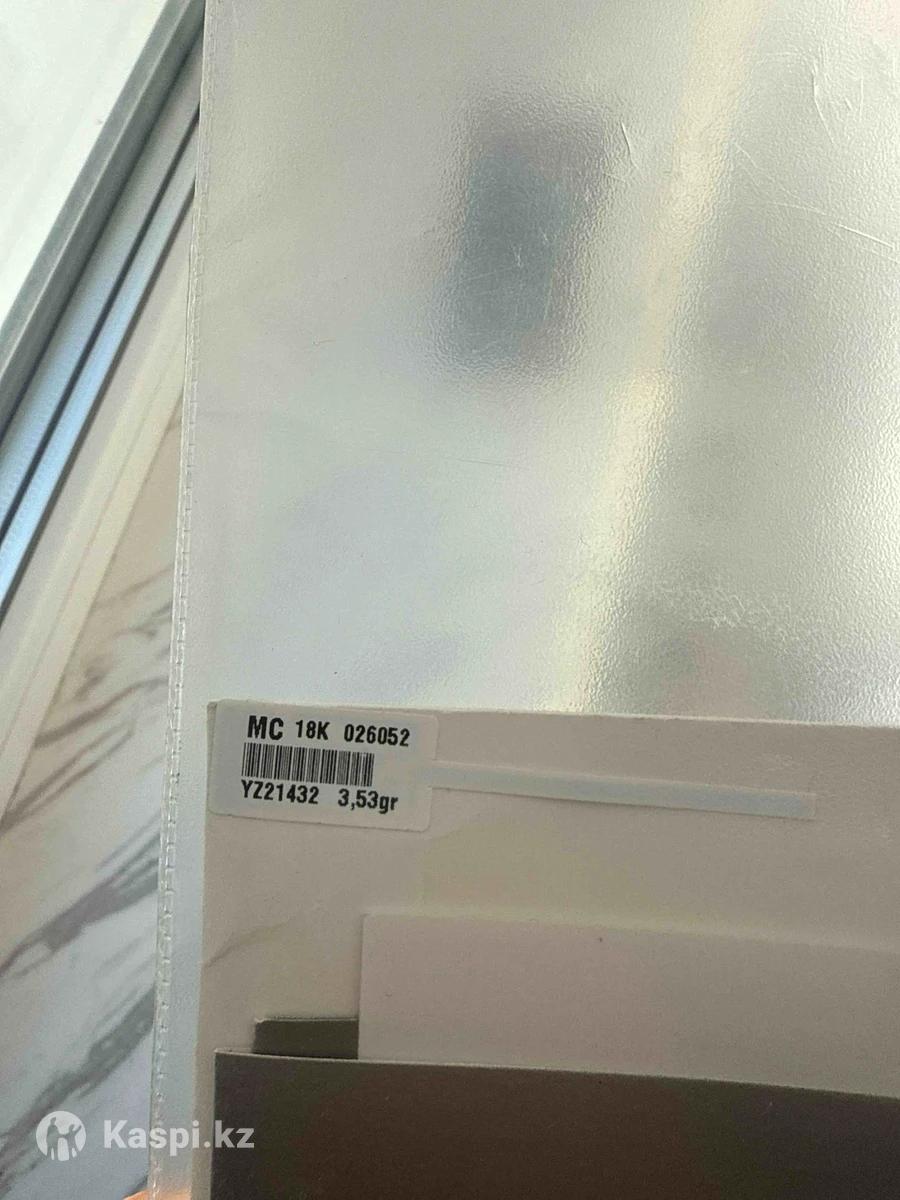 MC 18K 026052
YZ21432 3,53gr
Kaspi.kz